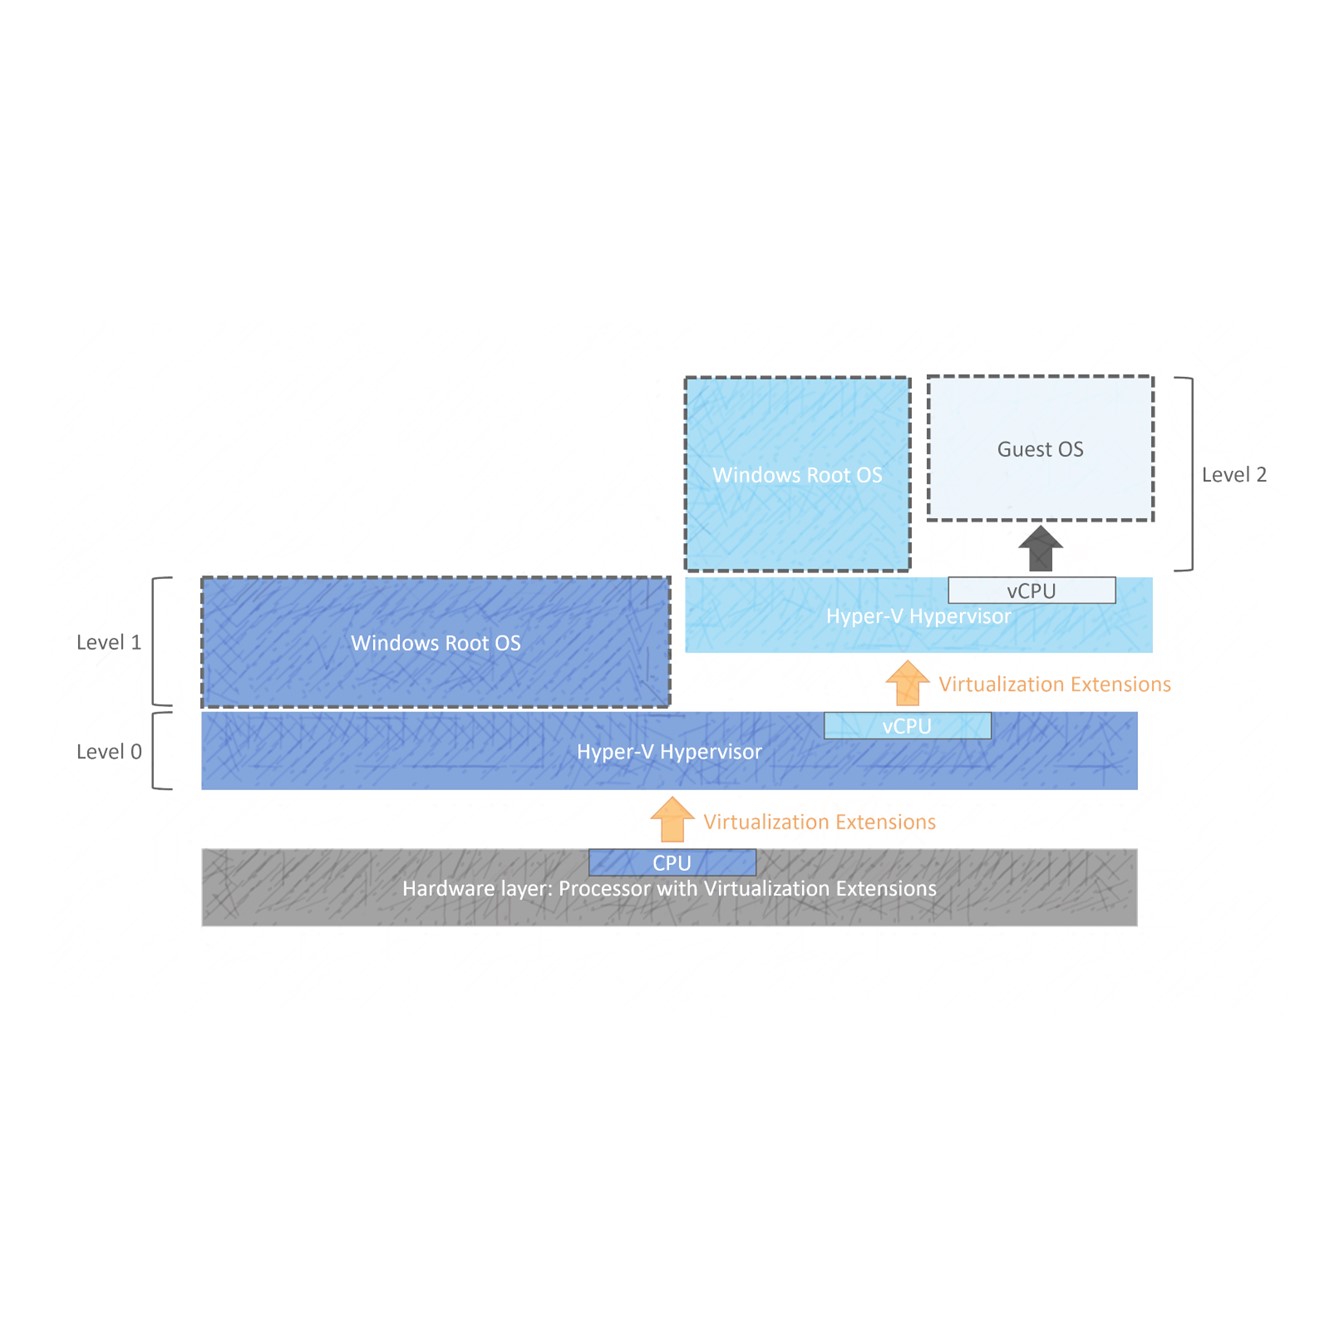 Windows Root OS
Guest OS
Level 2
vCPU
Hyper-V Hypervisor
Level 1
Windows Root OS
Virtualization Extensions
vCPU
Level 0
Hyper-V Hypervisor
Virtualization Extensions
CPU
Hardware layer: Processor with Virtualization Extensions